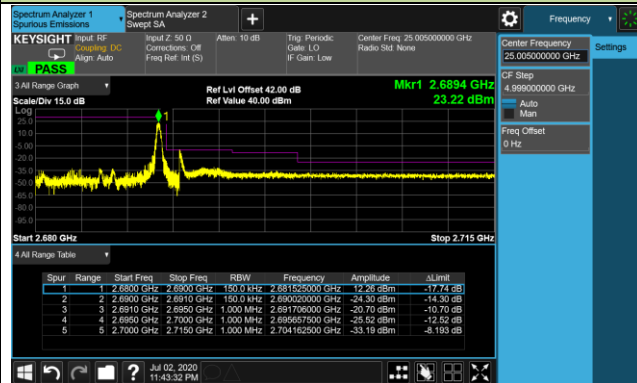 Spectrum Analyzer 1
Spurious Emissions
Spectrum Analyzer 2
Swept SA
Frequency
KEYSIGHT
Input: RF
Coupling: DC
Align: Auto
Input Z: 50 Ω
Corrections: Off
Freq Ref: Int (S)
Atten: 10 dB
Trig: Periodic
Gate: LO
IF Gain: Low
Center Freq: 25.005000000 GHz
Radio Std: None
PASS
Center Frequency
25.005000000 GHz
Settings
CF Step
4.999000000 GHz
Auto
Man
Freq Offset
0 Hz
3 All Range Graph
Scale/Div 15.0 dB
Ref Lvl Offset 42.00 dB
Ref Value 40.00 dBm
Mkr1 2.6894 GHz
23.22 dBm
Log
25.0
10.0
-5.00
-20.0
-35.0
-50.0
-65.0
-80.0
-95.0
1
Start 2.680 GHz
Stop 2.715 GHz
4 All Range Table
Spur Range Start Freq Stop Freq RBW Frequency Amplitude ΔLimit
1 1 2.6800 GHz 2.6900 GHz 150.0 kHz 2.681525000 GHz 12.26 dBm -17.74 dB
2 2 2.6900 GHz 2.6910 GHz 150.0 kHz 2.690020000 GHz -24.30 dBm -14.30 dB
3 3 2.6910 GHz 2.6950 GHz 1.000 MHz 2.691706000 GHz -20.70 dBm -10.70 dB
4 4 2.6950 GHz 2.7000 GHz 1.000 MHz 2.695657500 GHz -25.52 dBm -12.52 dB
5 5 2.7000 GHz 2.7150 GHz 1.000 MHz 2.704162500 GHz -33.19 dBm -8.193 dB
Jul 02, 2020
11:43:32 PM